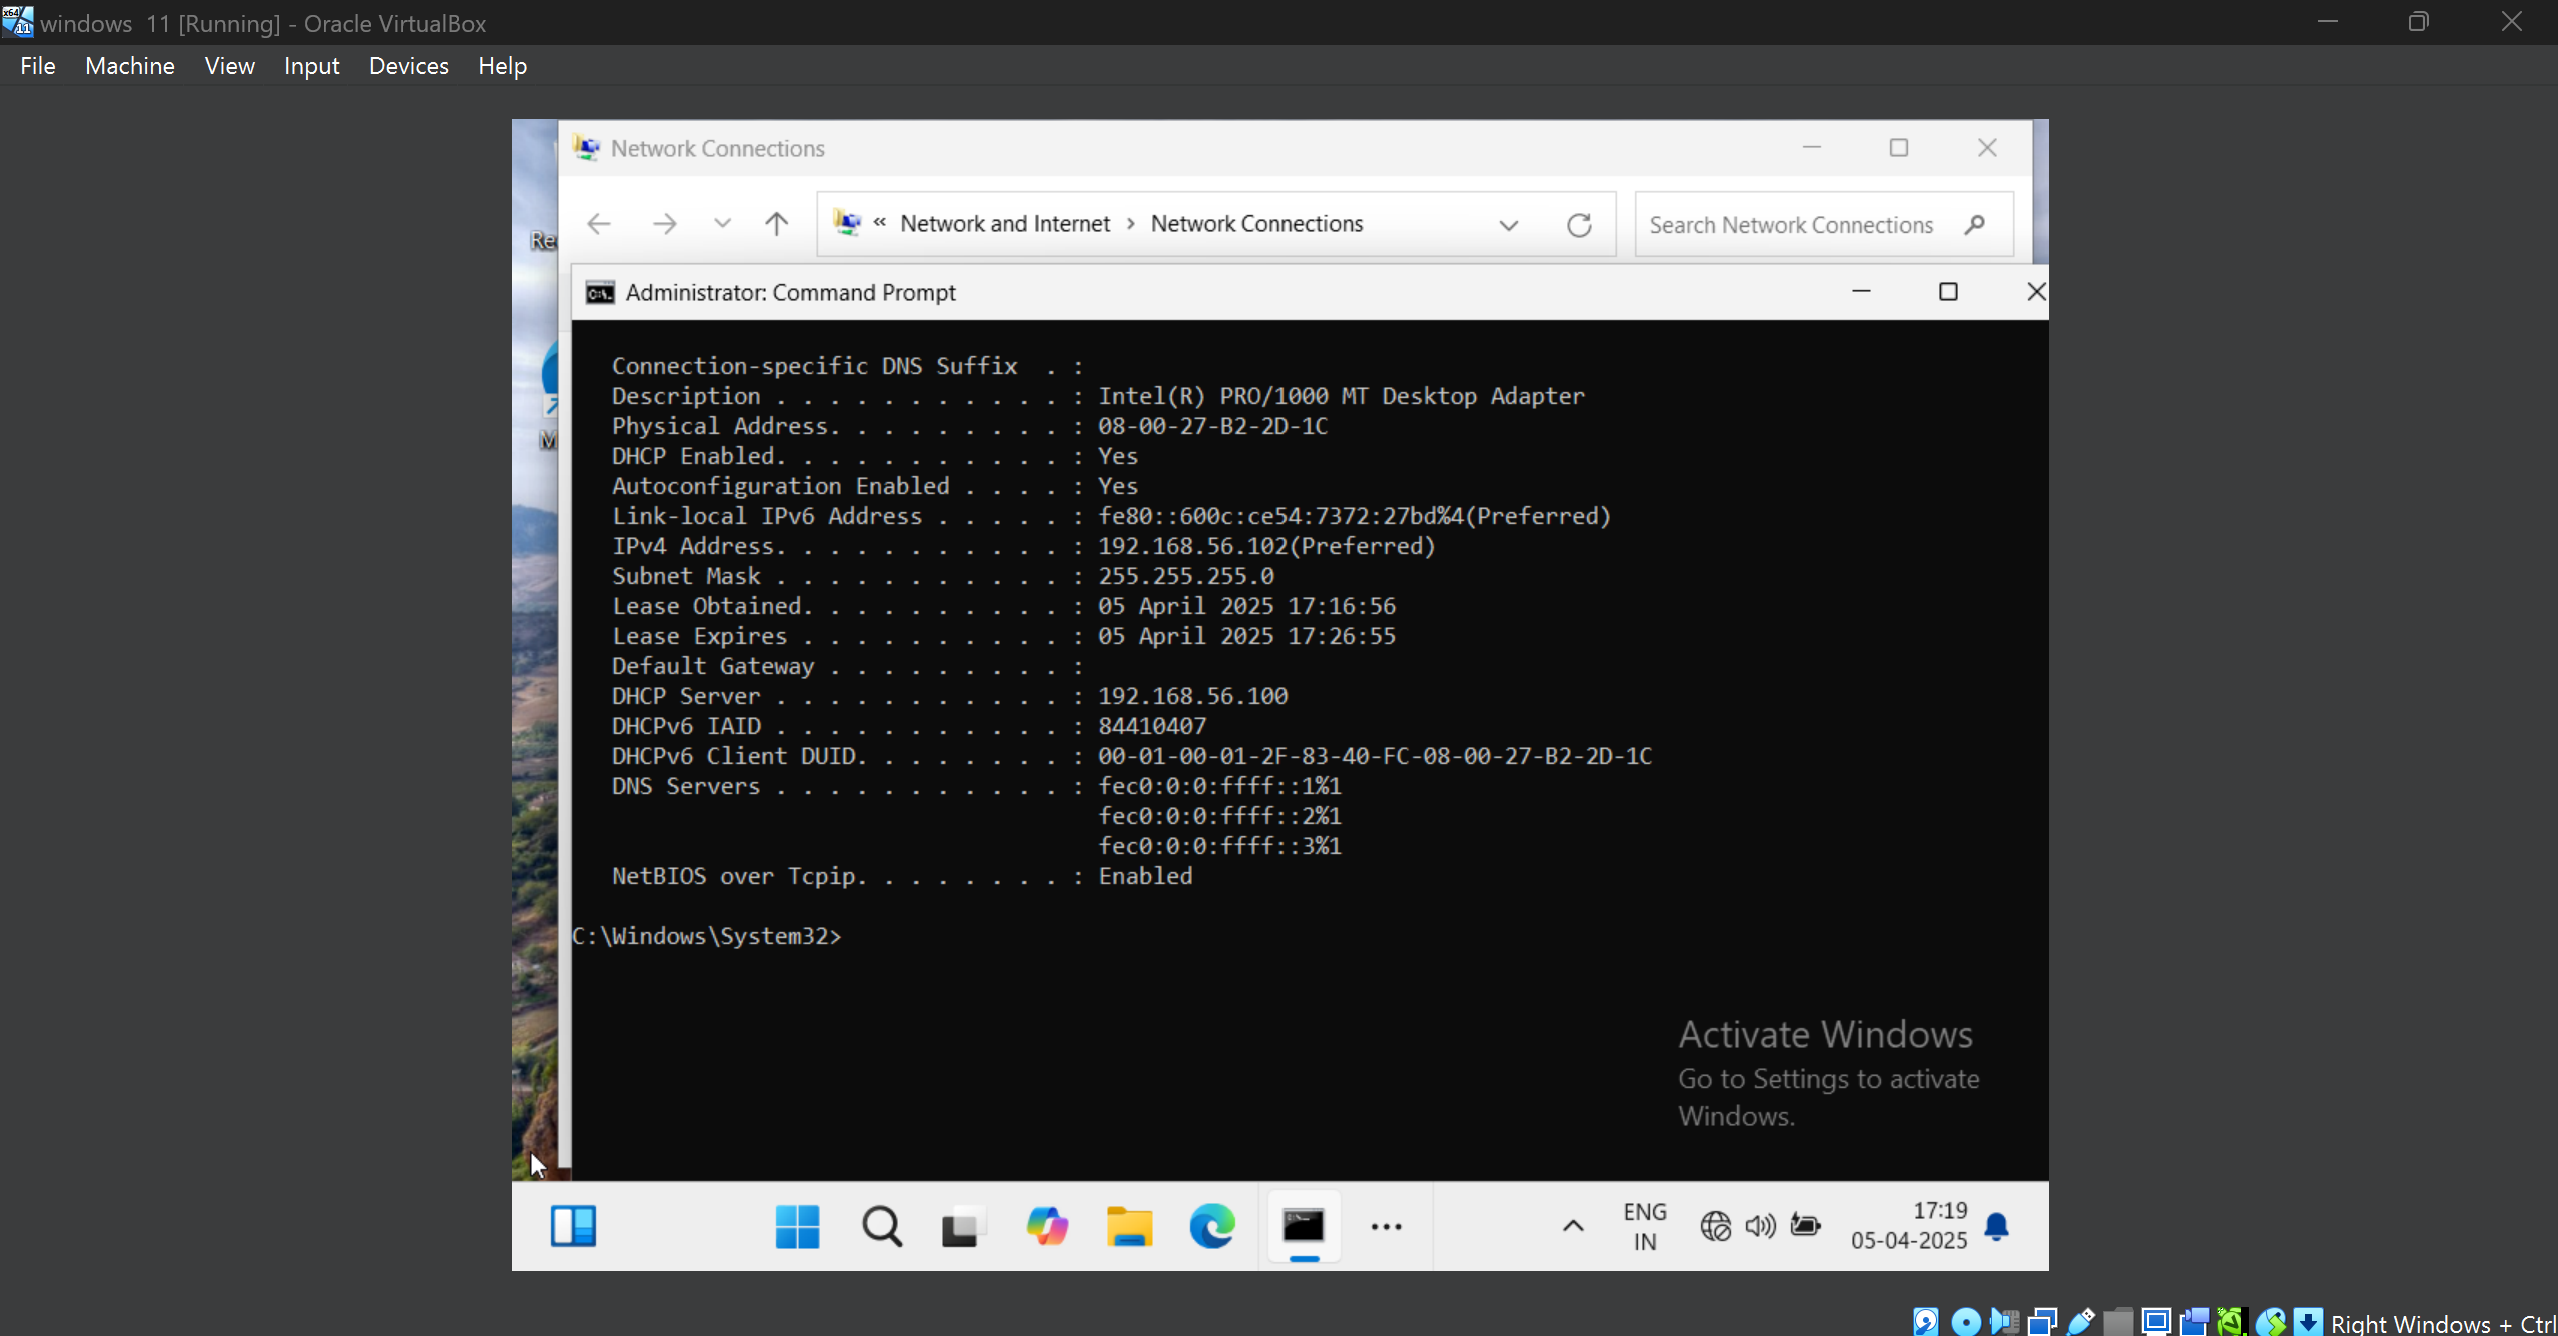 windows 11 [Running] - Oracle VirtualBox
File Machine View Input Devices Help
Network Connections
« Network and Internet › Network Connections
Search Network Connections
Re
M
Administrator: Command Prompt
Connection-specific DNS Suffix . :
Description . . . . . . . . . . . : Intel(R) PRO/1000 MT Desktop Adapter
Physical Address. . . . . . . . . : 08-00-27-B2-2D-1C
DHCP Enabled. . . . . . . . . . . : Yes
Autoconfiguration Enabled . . . . : Yes
Link-local IPv6 Address . . . . . : fe80::600c:ce54:7372:27bd%4(Preferred)
IPv4 Address. . . . . . . . . . . : 192.168.56.102(Preferred)
Subnet Mask . . . . . . . . . . . : 255.255.255.0
Lease Obtained. . . . . . . . . . : 05 April 2025 17:16:56
Lease Expires . . . . . . . . . . : 05 April 2025 17:26:55
Default Gateway . . . . . . . . . :
DHCP Server . . . . . . . . . . . : 192.168.56.100
DHCPv6 IAID . . . . . . . . . . . : 84410407
DHCPv6 Client DUID. . . . . . . . : 00-01-00-01-2F-83-40-FC-08-00-27-B2-2D-1C
DNS Servers . . . . . . . . . . . : fec0:0:0:ffff::1%1
fec0:0:0:ffff::2%1
fec0:0:0:ffff::3%1
NetBIOS over Tcpip. . . . . . . . : Enabled
C:\Windows\System32>
Activate Windows
Go to Settings to activate
Windows.
ENG
IN
17:19
05-04-2025
Right Windows + Ctrl